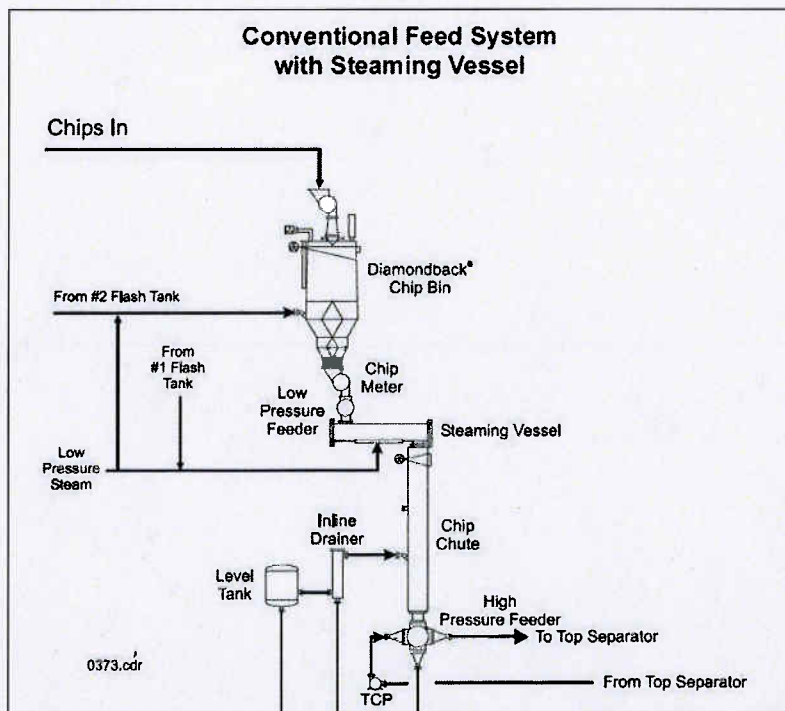 Conventional Feed System
with Steaming Vessel
Chips In
Diamondback®
Chip Bin
From #2 Flash Tank
From
#1 Flash
Tank
Chip
Meter
Low
Pressure
Feeder
Steaming Vessel
Low
Pressure
Steam
Inline
Drainer
Chip
Chute
Level
Tank
High
Pressure Feeder
To Top Separator
0373.cdr
From Top Separator
TCP